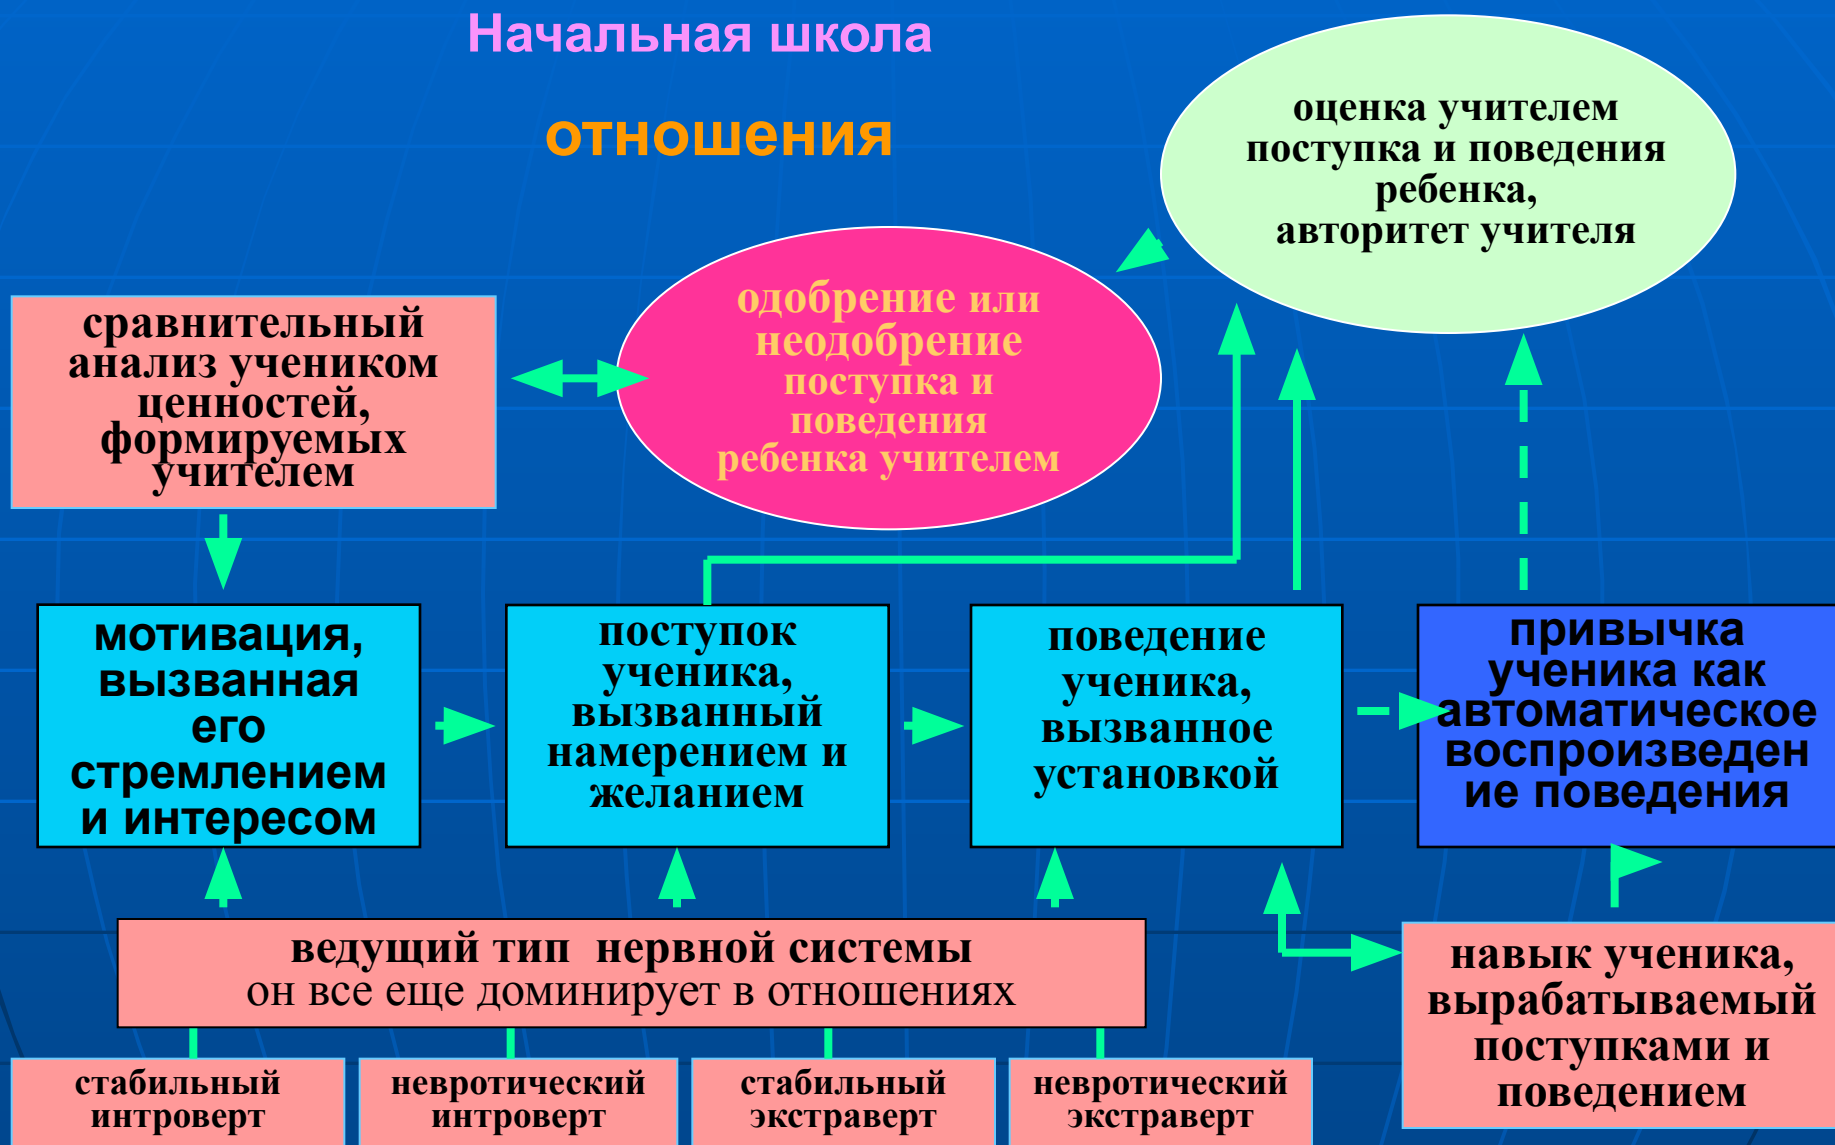 Начальная школа
отношения
оценка учителем
поступка и поведения
ребенка,
авторитет учителя
одобрение или
неодобрение
поступка и
поведения
ребенка учителем
сравнительный
анализ учеником
ценностей,
формируемых
учителем
мотивация,
вызванная
его
стремлением
и интересом
поступок
ученика,
вызванный
намерением и
желанием
поведение
ученика,
вызванное
установкой
привычка
ученика как
автоматическое
воспроизведен
ие поведения
ведущий тип  нервной системы
он все еще доминирует в отношениях
навык ученика,
вырабатываемый
поступками и
поведением
стабильный
интроверт
невротический
интроверт
стабильный
экстраверт
невротический
экстраверт